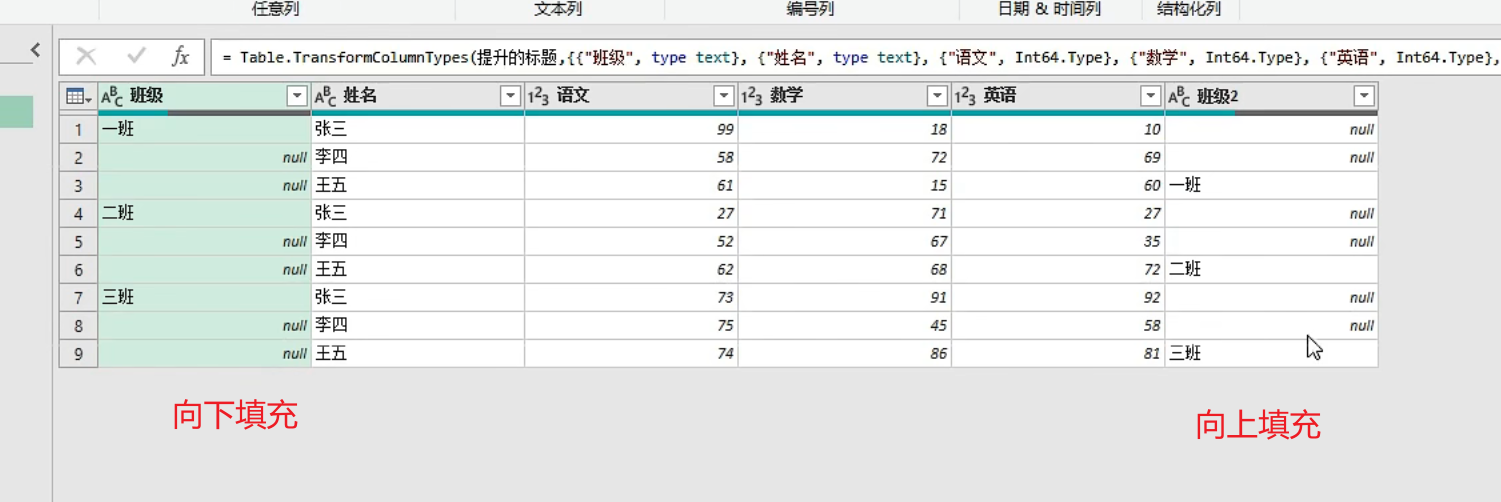 任意列 文本列 编号列 日期 & 时间列 结构化列
fx = Table.TransformColumnTypes(提升的标题,{{"班级", type text}, {"姓名", type text}, {"语文", Int64.Type}, {"数学", Int64.Type}, {"英语", Int64.Type},
ABC 班级 ABC 姓名 123 语文 123 数学 123 英语 ABC 班级2
1 一班 张三 99 18 10 null
2 null 李四 58 72 69 null
3 null 王五 61 15 60 一班
4 二班 张三 27 71 27 null
5 null 李四 52 67 35 null
6 null 王五 62 68 72 二班
7 三班 张三 73 91 92 null
8 null 李四 75 45 58 null
9 null 王五 74 86 81 三班
向下填充 向上填充